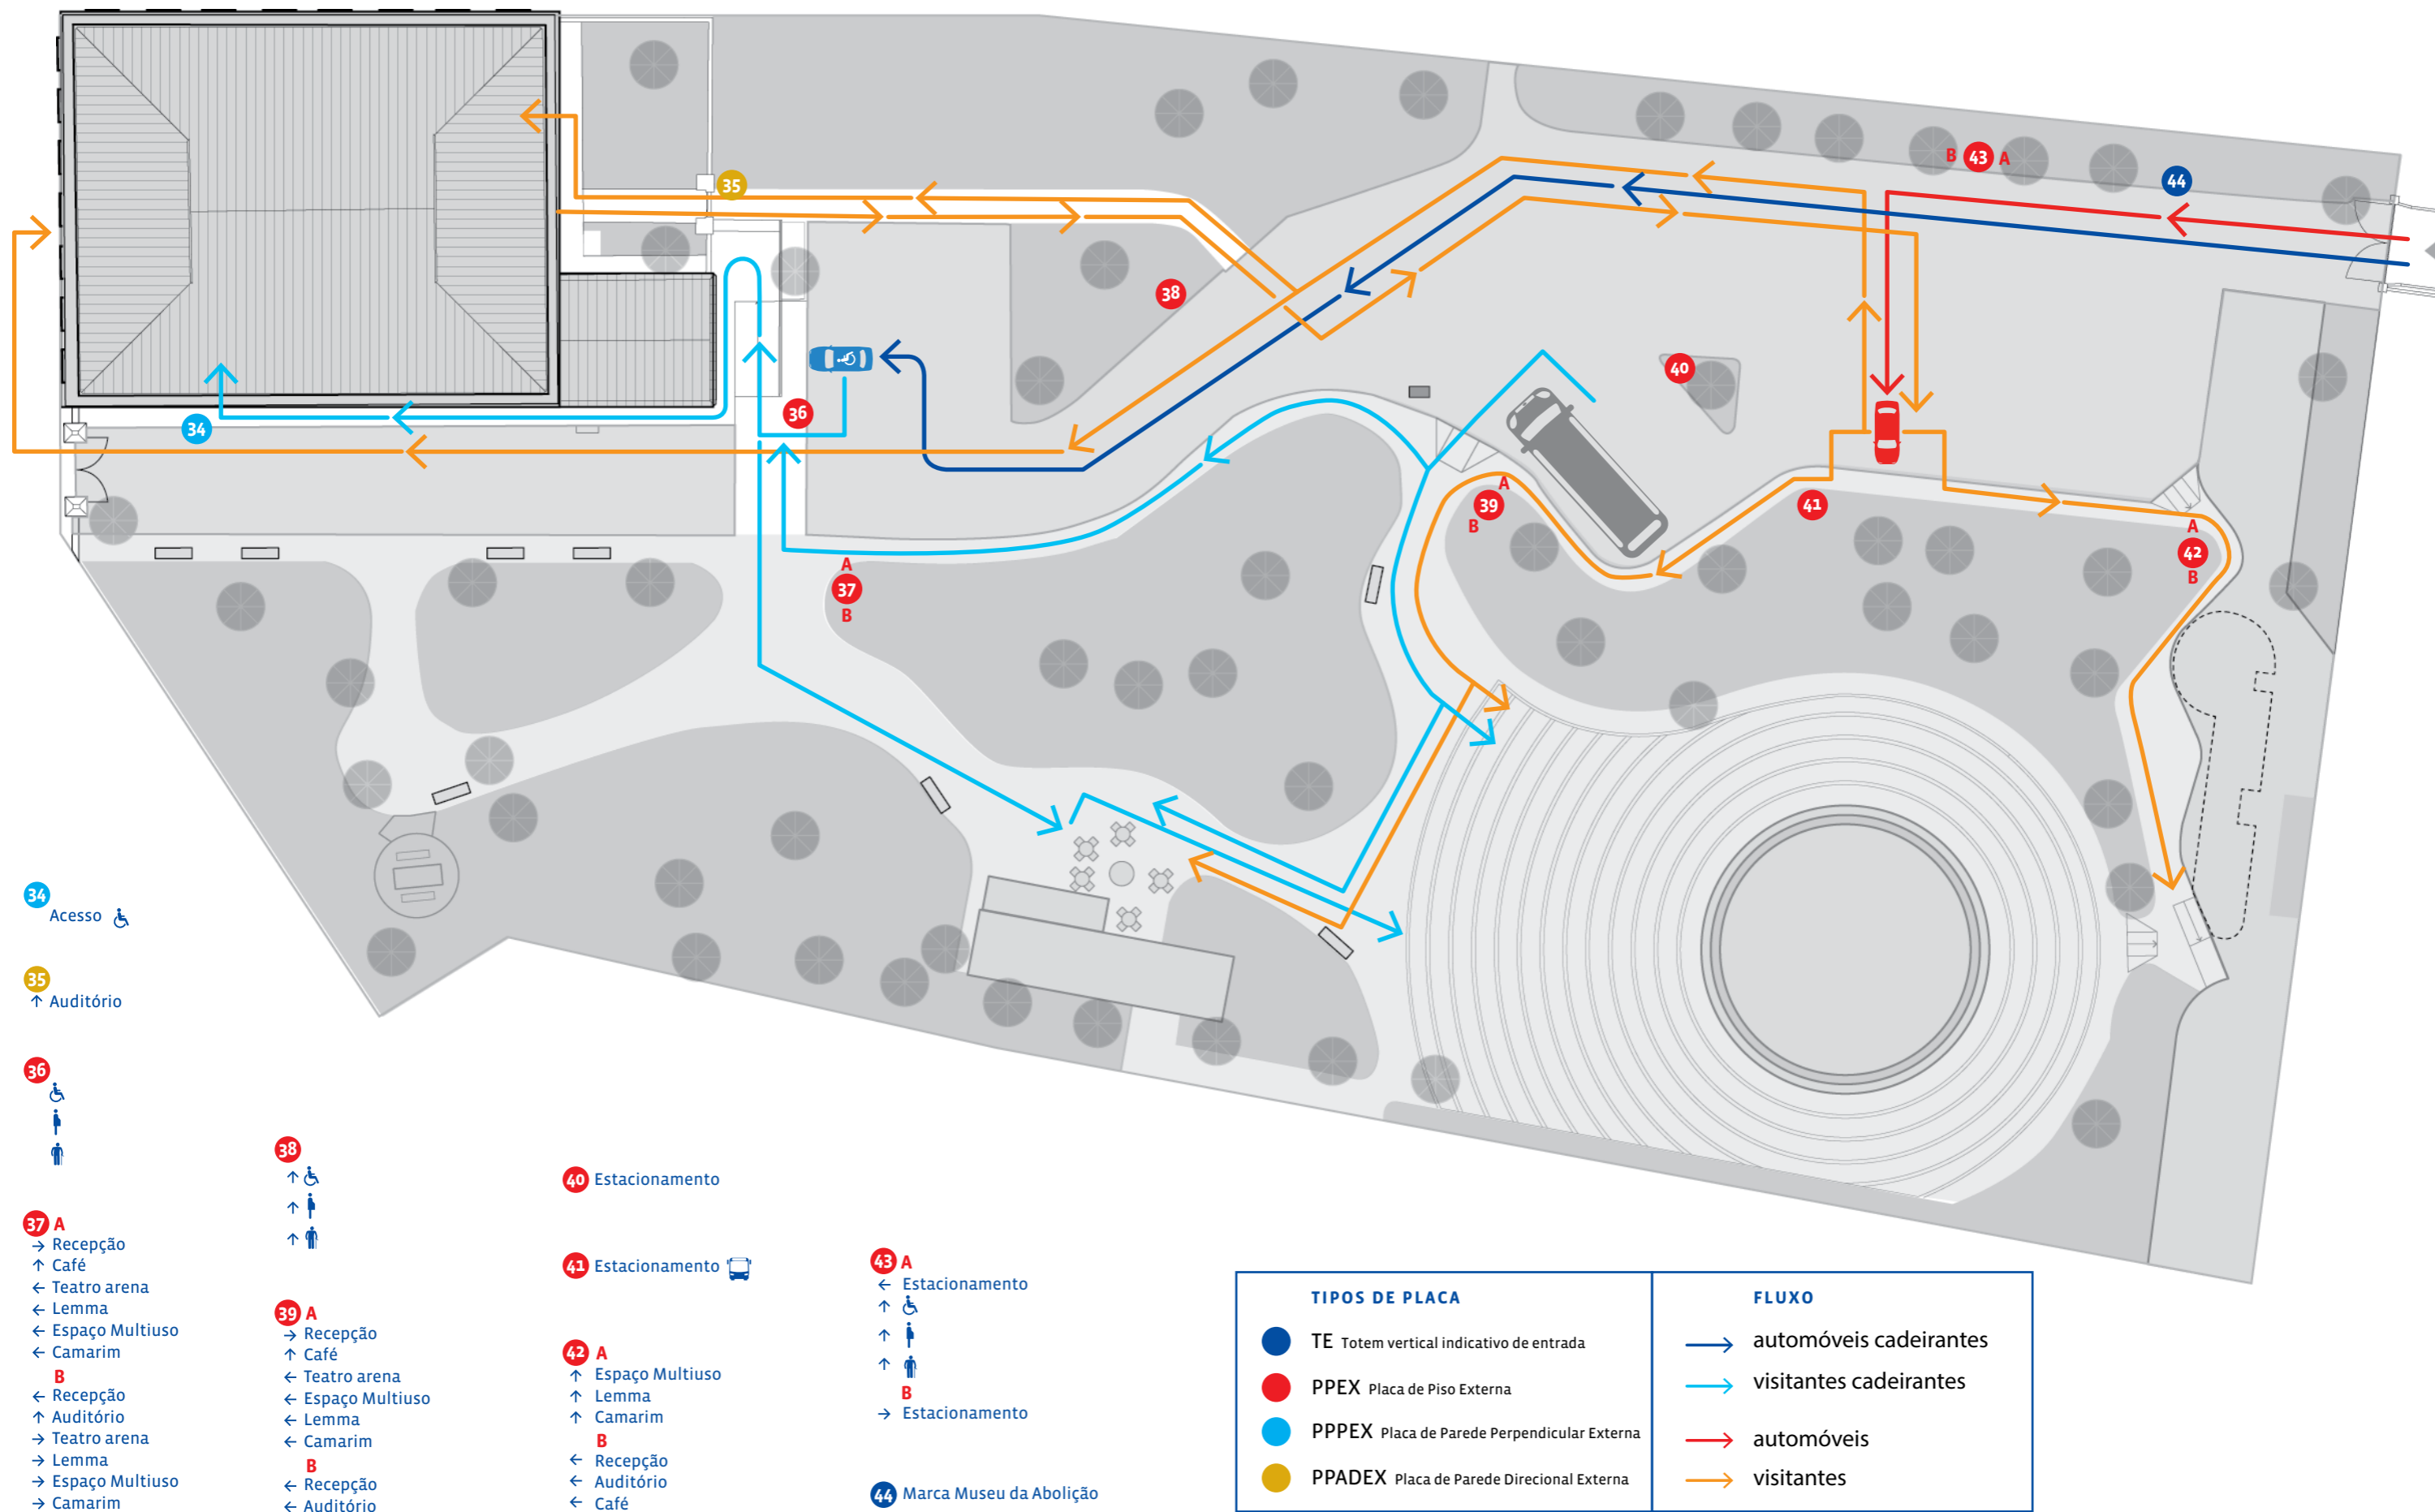 35
B 43 A
44
38
40
36
34
A
39
B
41
A
42
B
A
37
B
34
Acesso
35
↑ Auditório
36
37 A
→ Recepção
↑ Café
← Teatro arena
← Lemma
← Espaço Multiuso
← Camarim
B
← Recepção
↑ Auditório
→ Teatro arena
→ Lemma
→ Espaço Multiuso
→ Camarim
38
↑
↑
↑
39 A
→ Recepção
↑ Café
← Teatro arena
← Espaço Multiuso
← Lemma
← Camarim
B
← Recepção
← Auditório
40 Estacionamento
41 Estacionamento
42 A
↑ Espaço Multiuso
↑ Lemma
↑ Camarim
B
← Recepção
← Auditório
← Café
43 A
← Estacionamento
↑
↑
↑
B
→ Estacionamento
44 Marca Museu da Abolição
TIPOS DE PLACA
TE Totem vertical indicativo de entrada
PPEX Placa de Piso Externa
PPPEX Placa de Parede Perpendicular Externa
PPADEX Placa de Parede Direcional Externa
FLUXO
→ automóveis cadeirantes
→ visitantes cadeirantes
→ automóveis
→ visitantes